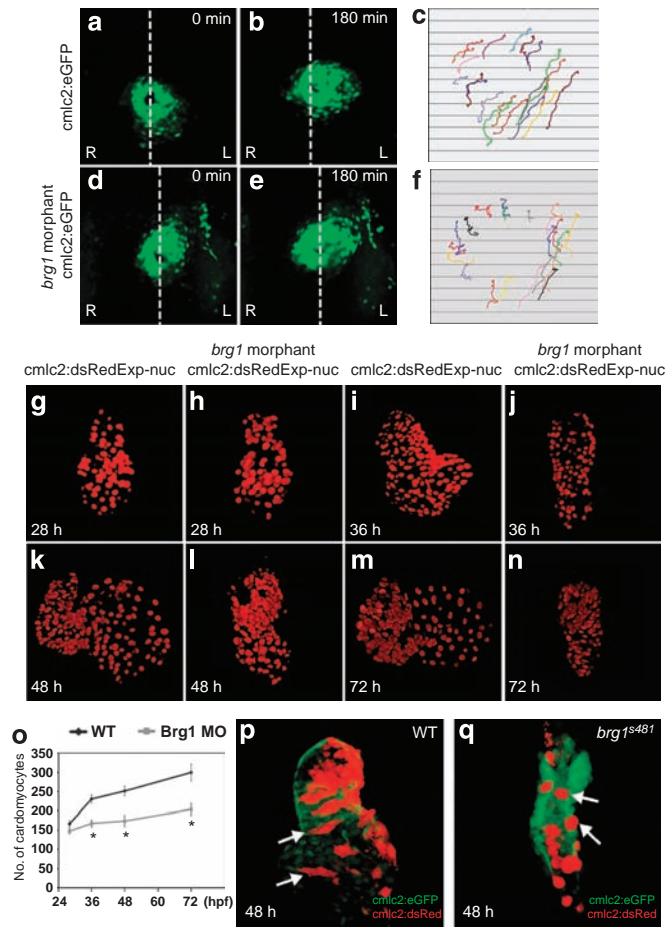 a
0 min
b
180 min
c
cmlc2:eGFP
R
L
R
L
d
0 min
e
180 min
f
brg1 morphant
cmlc2:eGFP
R
L
R
L
cmlc2:dsRedExp-nuc
brg1 morphant
cmlc2:dsRedExp-nuc
cmlc2:dsRedExp-nuc
brg1 morphant
cmlc2:dsRedExp-nuc
g
28 h
h
28 h
i
36 h
j
36 h
k
48 h
l
48 h
m
72 h
n
72 h
o
WT
Brg1 MO
No. of cardomyocytes
350
300
250
200
150
100
50
0
* * *
24 36 48 60 72 (hpf)
p
WT
48 h
cmlc2:eGFP
cmlc2:dsRed
q
brg1s481
48 h
cmlc2:eGFP
cmlc2:dsRed